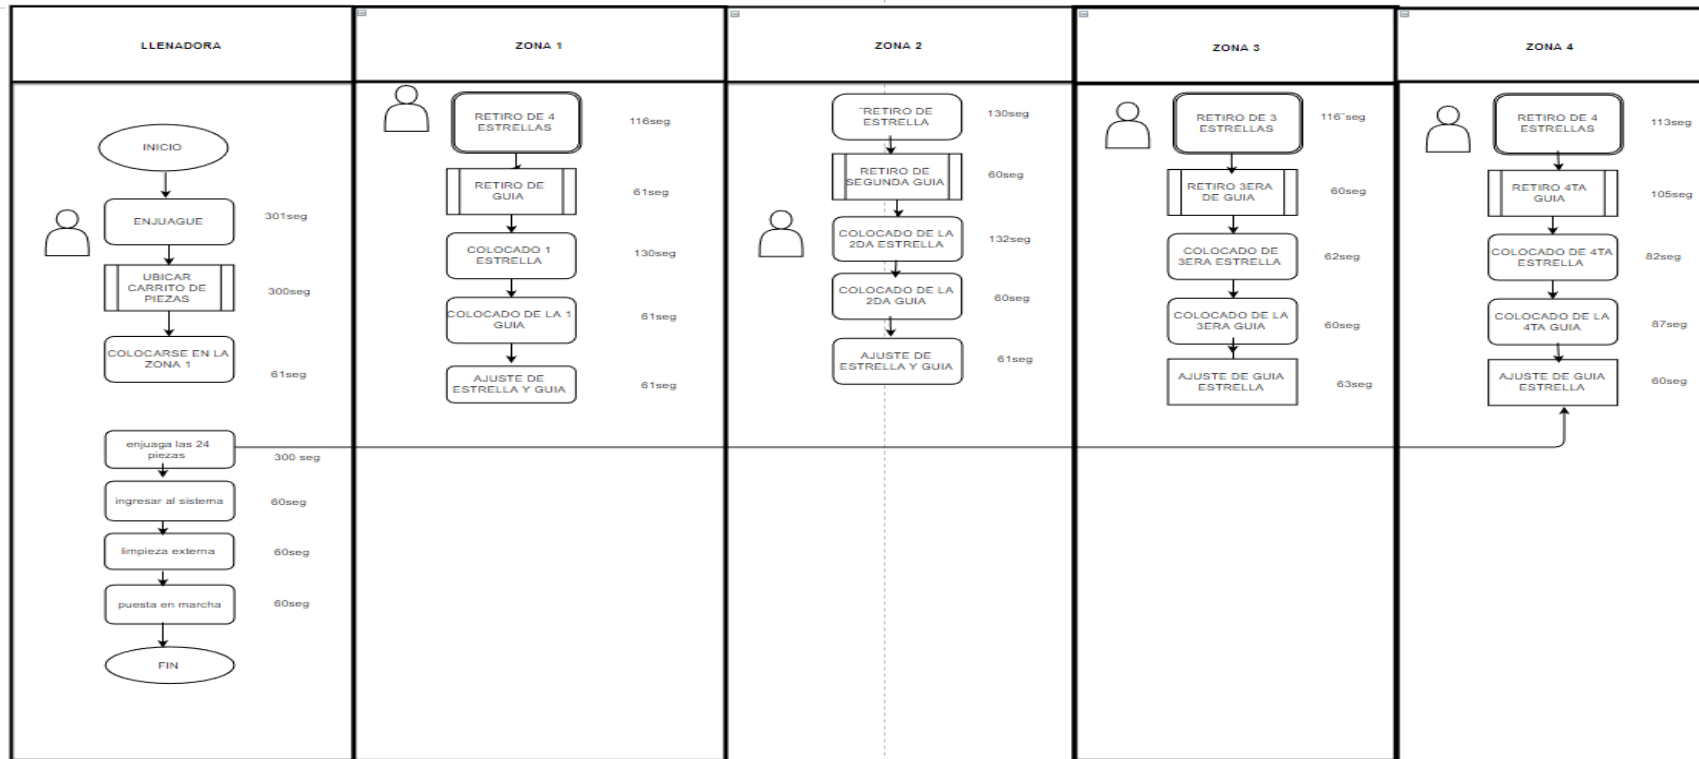 LLENADORA
ZONA 1
ZONA 2
ZONA 3
ZONA 4
INICIO
ENJUAGUE
301seg
UBICAR
CARRITO DE
PIEZAS
300seg
COLOCARSE EN LA
ZONA 1
61seg
enjuaga las 24
piezas
300 seg
ingresar al sistema
60seg
limpieza externa
60seg
puesta en marcha
60seg
FIN
RETIRO DE 4
ESTRELLAS
116seg
RETIRO DE
GUIA
61seg
COLOCADO 1
ESTRELLA
130seg
COLOCADO DE LA 1
GUIA
61seg
AJUSTE DE
ESTRELLA Y GUIA
61seg
¨RETIRO DE
ESTRELLA
130seg
RETIRO DE
SEGUNDA GUIA
60seg
COLOCADO DE LA
2DA ESTRELLA
132seg
COLOCADO DE LA
2DA GUIA
60seg
AJUSTE DE
ESTRELLA Y GUIA
61seg
RETIRO DE 3
ESTRELLAS
116¨seg
RETIRO 3ERA
DE GUIA
60seg
COLOCADO DE
3ERA ESTRELLA
62seg
COLOCADO DE LA
3ERA GUIA
60seg
AJUSTE DE GUIA
ESTRELLA
63seg
RETIRO DE 4
ESTRELLAS
113seg
RETIRO 4TA
GUIA
105seg
COLOCADO DE 4TA
ESTRELLA
82seg
COLOCADO DE LA
4TA GUIA
87seg
AJUSTE DE GUIA
ESTRELLA
60seg